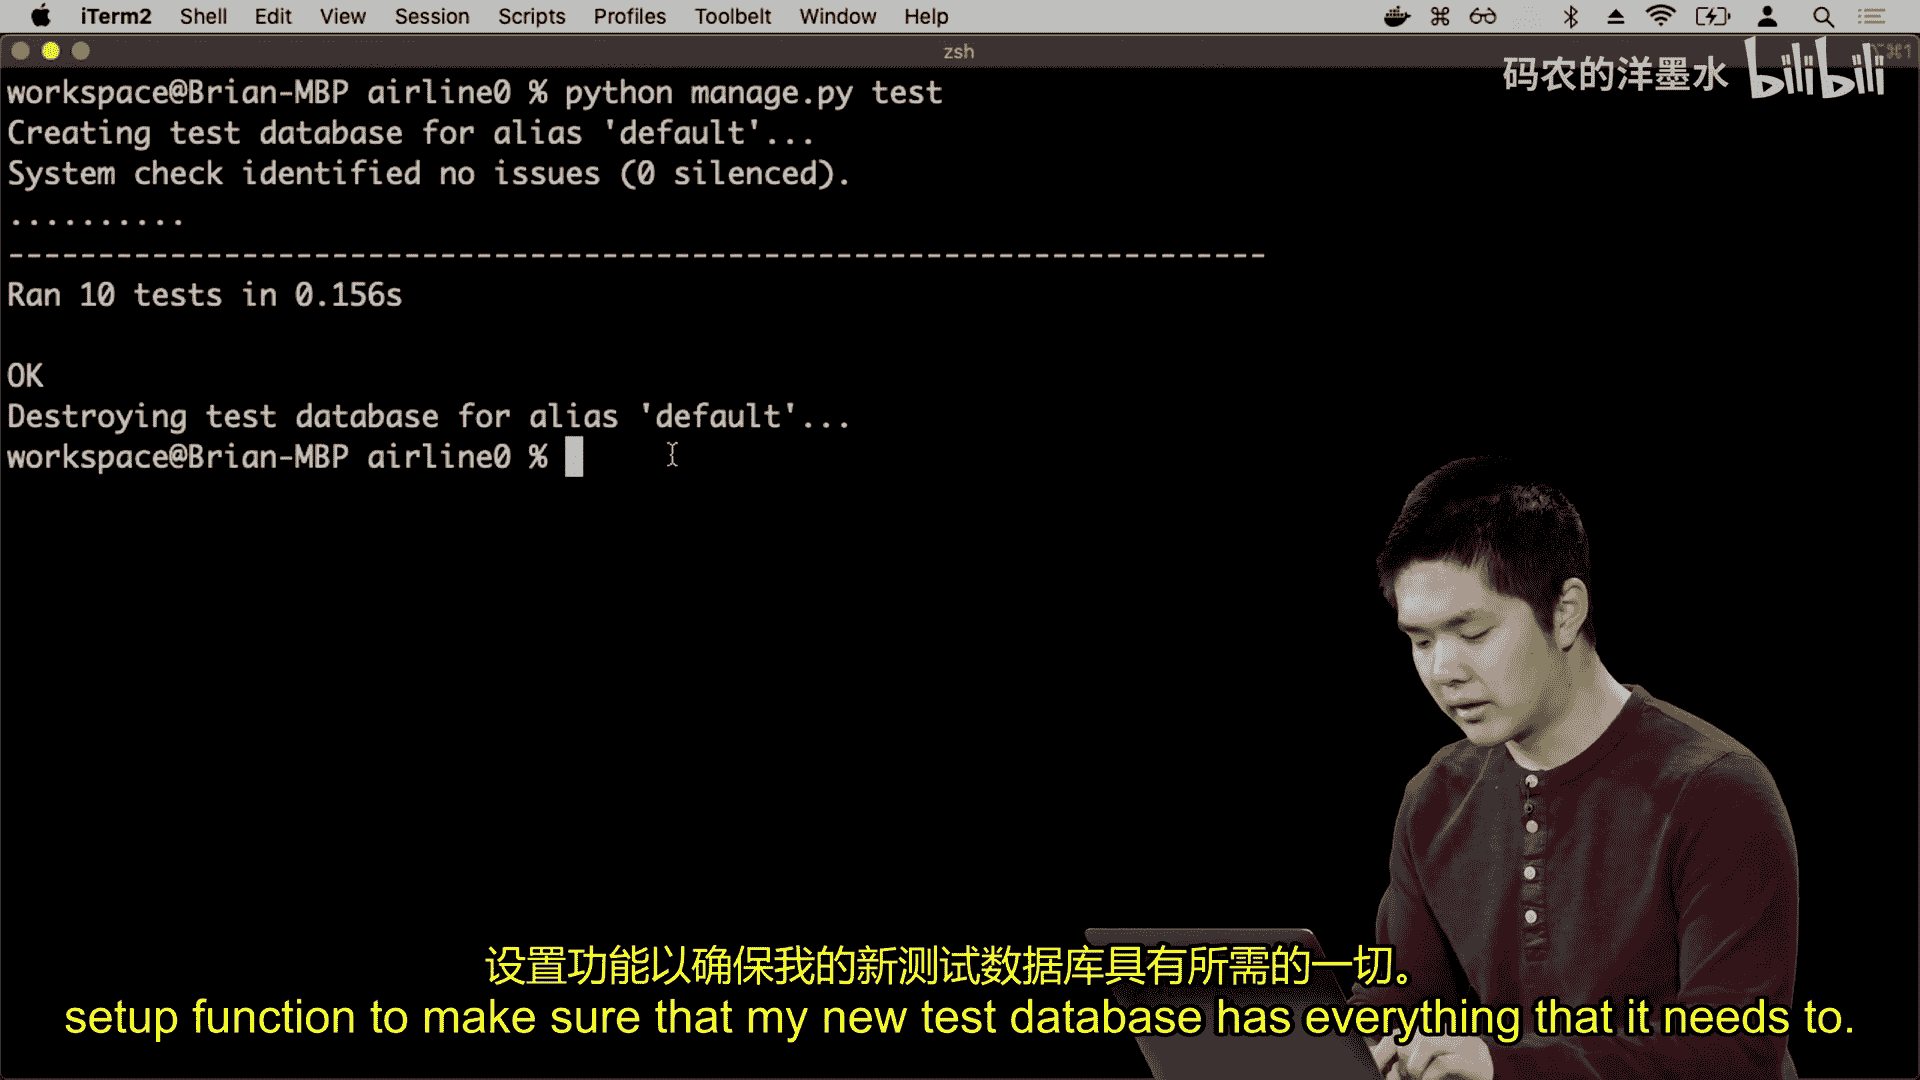 iTerm2 Shell Edit View Session Scripts Profiles Toolbelt Window Help
zsh
⌘1
码农的洋墨水 bilibili
workspace@Brian-MBP airline0 % python manage.py test
Creating test database for alias 'default'...
System check identified no issues (0 silenced).
..........
----------------------------------------------------------------------
Ran 10 tests in 0.156s
OK
Destroying test database for alias 'default'...
workspace@Brian-MBP airline0 %
设置功能以确保我的新测试数据库具有所需的一切。
setup function to make sure that my new test database has everything that it needs to.